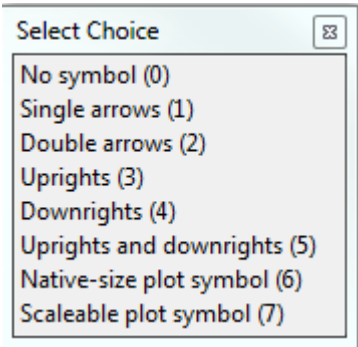 Select Choice
No symbol (0)
Single arrows (1)
Double arrows (2)
Uprights (3)
Downrights (4)
Uprights and downrights (5)
Native-size plot symbol (6)
Scaleable plot symbol (7)